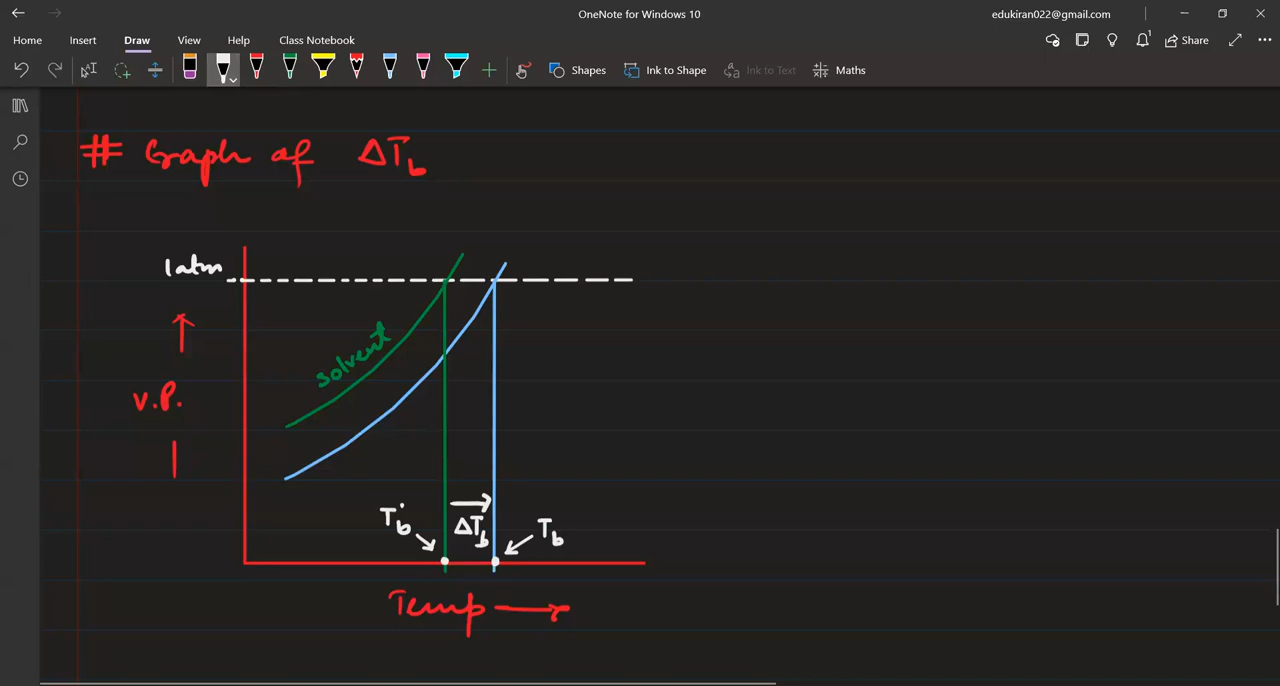 OneNote for Windows 10
edukiran022@gmail.com
Home Insert Draw View Help Class Notebook
Share
Shapes Ink to Shape Ink to Text Maths
# Graph of ΔTb
1atm
solvent
V.P.
Tb° ΔTb Tb
Temp